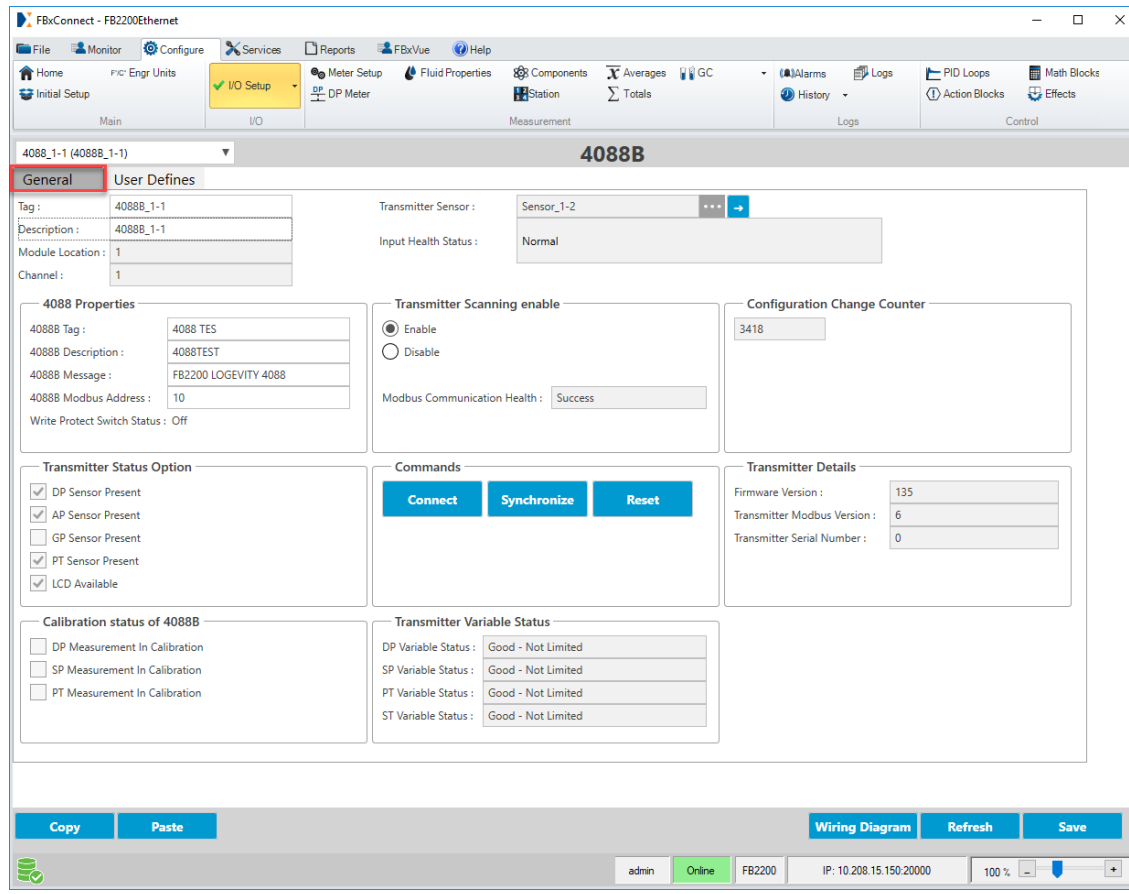 FBxConnect - FB2200Ethernet
File Monitor Configure Services Reports FBxVue Help
Home F/C° Engr Units I/O Setup Meter Setup Fluid Properties Components Averages GC Alarms Logs PID Loops Math Blocks
Initial Setup DP Meter Station Totals History Action Blocks Effects
Main I/O Measurement Logs Control
4088_1-1 (4088B_1-1) 4088B
General User Defines
Tag : 4088B_1-1 Transmitter Sensor : Sensor_1-2
Description : 4088B_1-1
Input Health Status : Normal
Module Location : 1
Channel : 1
4088 Properties Transmitter Scanning enable Configuration Change Counter
4088B Tag : 4088 TES Enable 3418
4088B Description : 4088TEST Disable
4088B Message : FB2200 LOGEVITY 4088
4088B Modbus Address : 10 Modbus Communication Health : Success
Write Protect Switch Status : Off
Transmitter Status Option Commands Transmitter Details
DP Sensor Present Connect Synchronize Reset Firmware Version : 135
AP Sensor Present Transmitter Modbus Version : 6
GP Sensor Present Transmitter Serial Number : 0
PT Sensor Present
LCD Available
Calibration status of 4088B Transmitter Variable Status
DP Measurement In Calibration DP Variable Status : Good - Not Limited
SP Measurement In Calibration SP Variable Status : Good - Not Limited
PT Measurement In Calibration PT Variable Status : Good - Not Limited
ST Variable Status : Good - Not Limited
Copy Paste Wiring Diagram Refresh Save
admin Online FB2200 IP: 10.208.15.150:20000 100 %